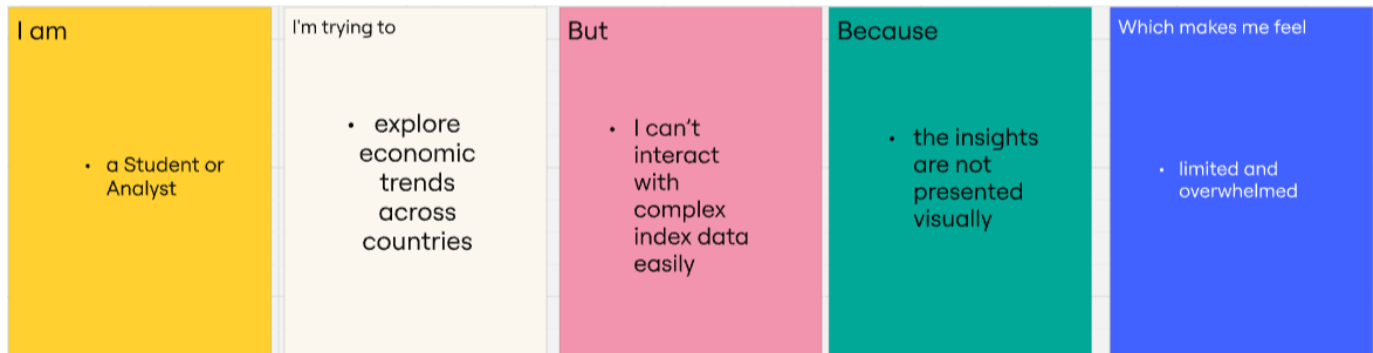 I am
• a Student or
Analyst
I'm trying to
• explore
economic
trends
across
countries
But
• I can’t
interact
with
complex
index data
easily
Because
• the insights
are not
presented
visually
Which makes me feel
• limited and
overwhelmed